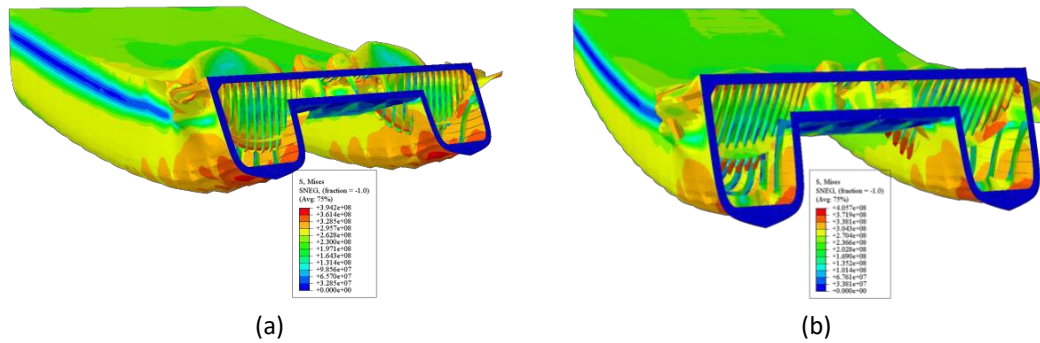 S, Mises
SNEG, (fraction = -1.0)
(Avg: 75%)
+3.942e+08
+3.614e+08
+3.285e+08
+2.957e+08
+2.628e+08
+2.300e+08
+1.971e+08
+1.643e+08
+1.314e+08
+9.856e+07
+6.570e+07
+3.285e+07
+0.000e+00
S, Mises
SNEG, (fraction = -1.0)
(Avg: 75%)
+4.057e+08
+3.719e+08
+3.381e+08
+3.043e+08
+2.704e+08
+2.366e+08
+2.028e+08
+1.690e+08
+1.352e+08
+1.014e+08
+6.761e+07
+3.381e+07
+0.000e+00
(a)
(b)